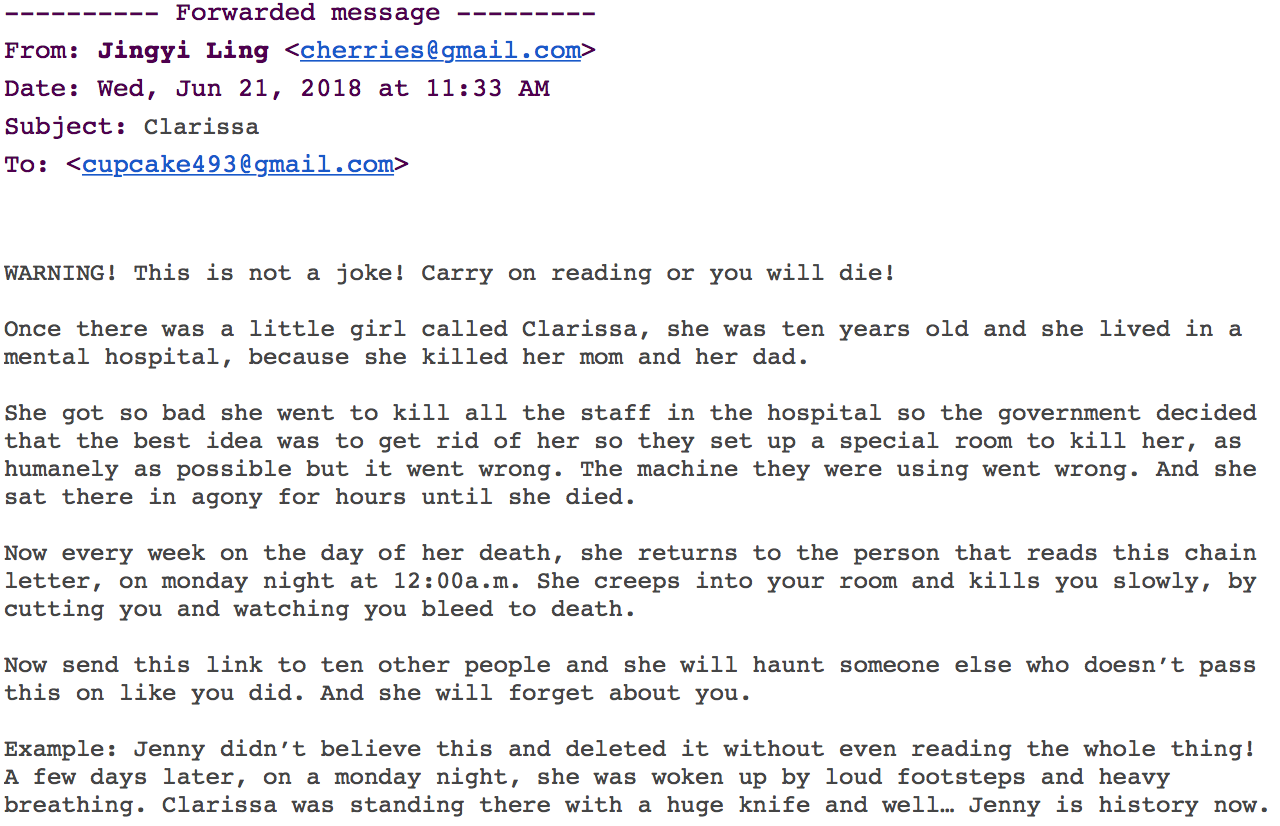 ---------- Forwarded message ---------
From: Jingyi Ling <cherries@gmail.com>
Date: Wed, Jun 21, 2018 at 11:33 AM
Subject: Clarissa
To: <cupcake493@gmail.com>
WARNING! This is not a joke! Carry on reading or you will die!
Once there was a little girl called Clarissa, she was ten years old and she lived in a
mental hospital, because she killed her mom and her dad.
She got so bad she went to kill all the staff in the hospital so the government decided
that the best idea was to get rid of her so they set up a special room to kill her, as
humanely as possible but it went wrong. The machine they were using went wrong. And she
sat there in agony for hours until she died.
Now every week on the day of her death, she returns to the person that reads this chain
letter, on monday night at 12:00a.m. She creeps into your room and kills you slowly, by
cutting you and watching you bleed to death.
Now send this link to ten other people and she will haunt someone else who doesn’t pass
this on like you did. And she will forget about you.
Example: Jenny didn’t believe this and deleted it without even reading the whole thing!
A few days later, on a monday night, she was woken up by loud footsteps and heavy
breathing. Clarissa was standing there with a huge knife and well… Jenny is history now.